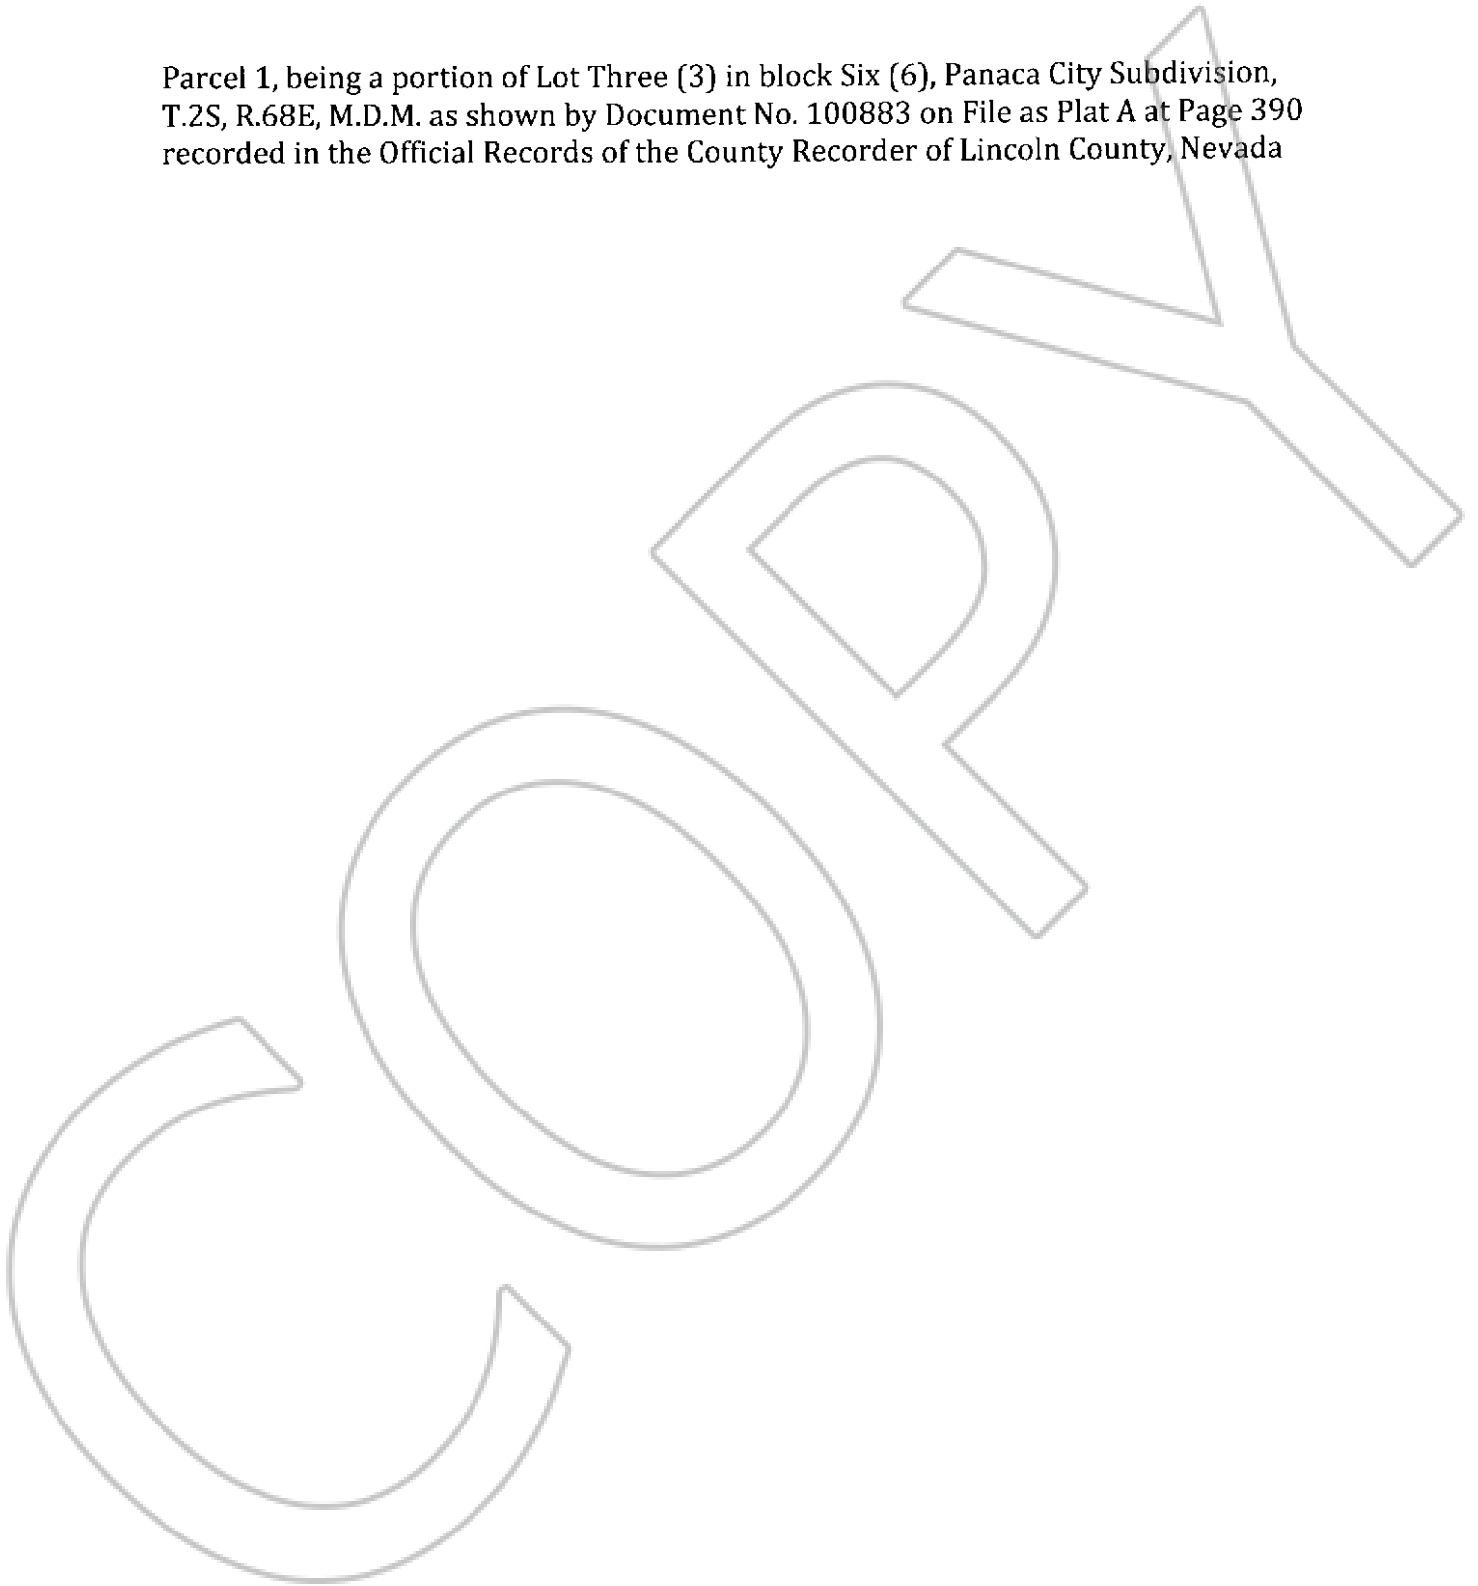 Parcel 1, being a portion of Lot Three (3) in block Six (6), Panaca City Subdivision,
T.2S, R.68E, M.D.M. as shown by Document No. 100883 on File as Plat A at Page 390
recorded in the Official Records of the County Recorder of Lincoln County, Nevada
COPY